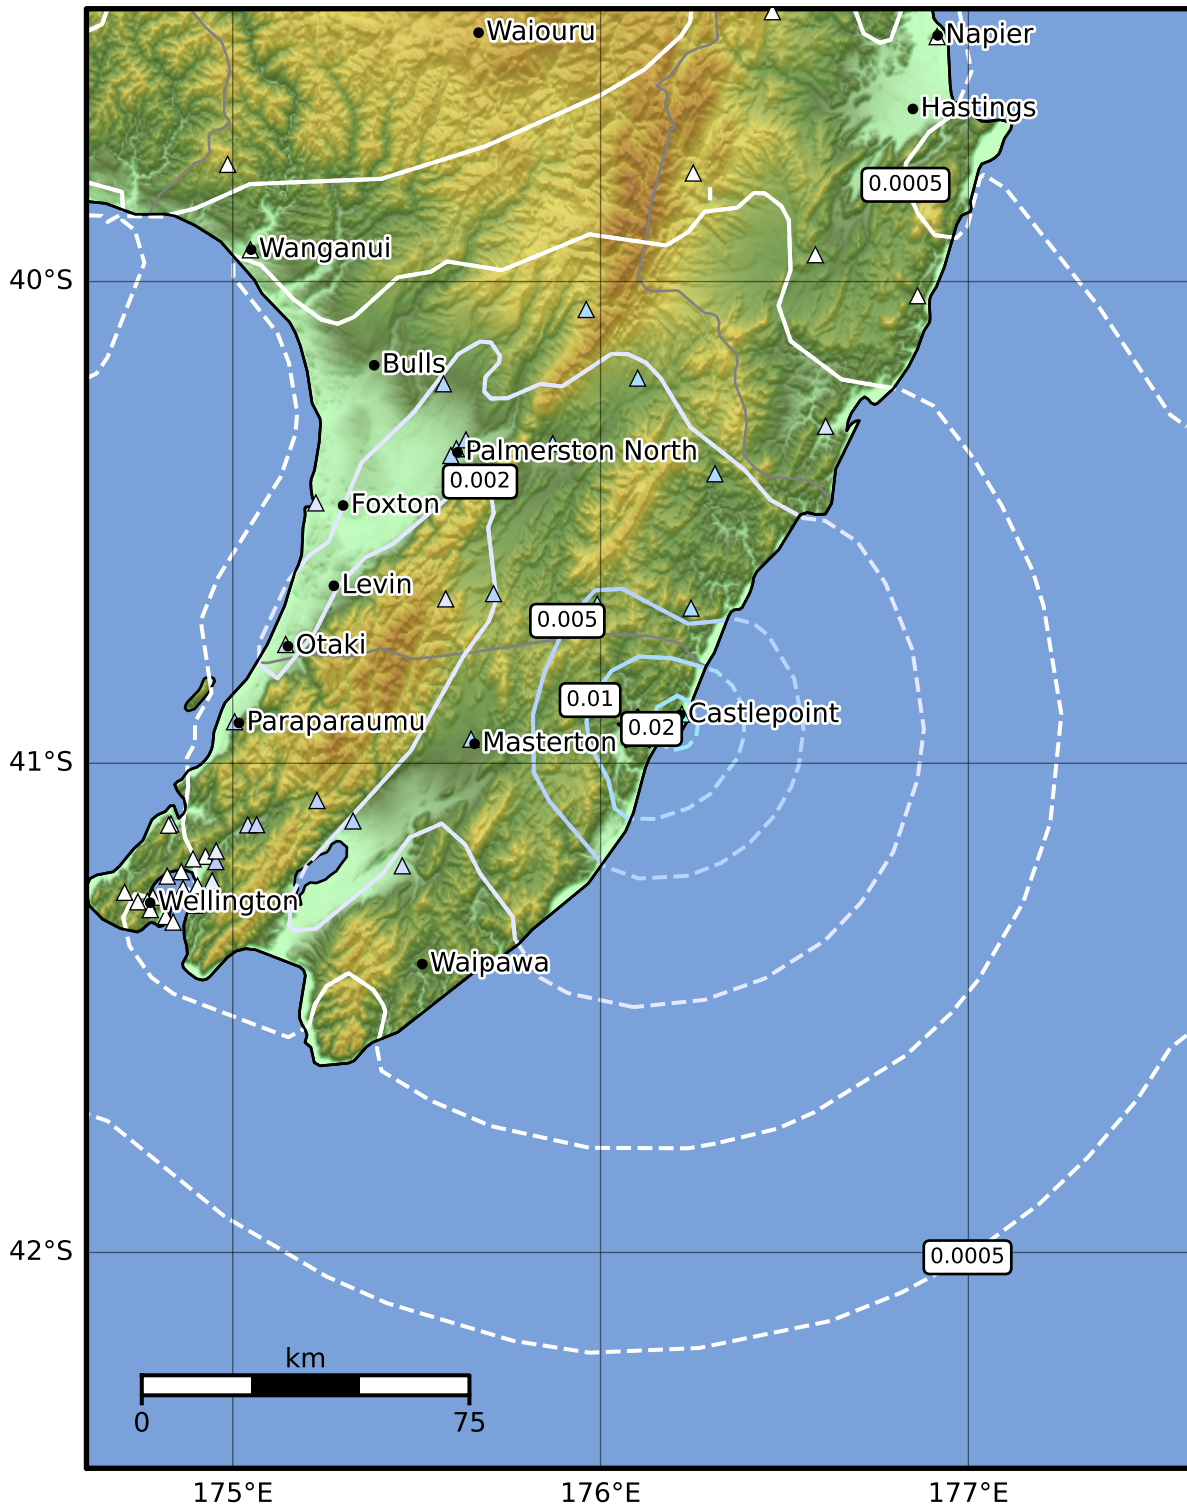 Waiouru
Napier
Hastings
0.0005
Wanganui
40°S
Bulls
Palmerston North
0.002
Foxton
Levin
0.005
Otaki
0.01
Castlepoint
Paraparaumu
0.02
Masterton
41°S
Wellington
Waipawa
42°S
0.0005
km
0
75
175°E
176°E
177°E